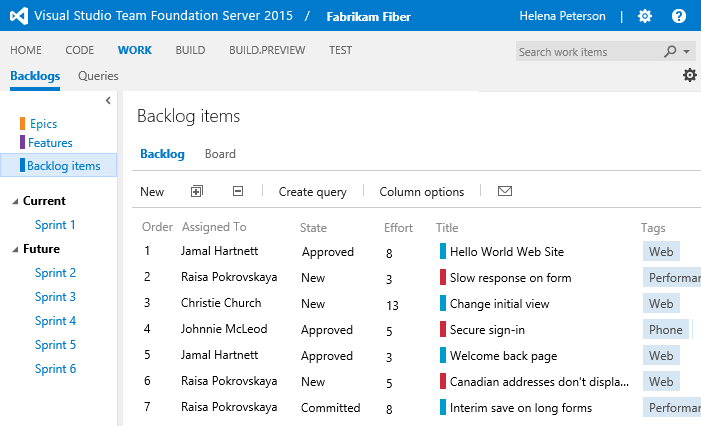 Visual Studio Team Foundation Server 2015 / Fabrikam Fiber Helena Peterson
HOME CODE WORK BUILD BUILD.PREVIEW TEST Search work items
Backlogs Queries
Epics
Features
Backlog items
Current
Sprint 1
Future
Sprint 2
Sprint 3
Sprint 4
Sprint 5
Sprint 6
Backlog items
Backlog Board
New Create query Column options
Order Assigned To State Effort Title Tags
1 Jamal Hartnett Approved 8 Hello World Web Site Web
2 Raisa Pokrovskaya New 3 Slow response on form Performan
3 Christie Church New 13 Change initial view Web
4 Johnnie McLeod Approved 5 Secure sign-in Phone
5 Jamal Hartnett Approved 3 Welcome back page Web
6 Raisa Pokrovskaya New 5 Canadian addresses don't displa... Web
7 Raisa Pokrovskaya Committed 8 Interim save on long forms Performan